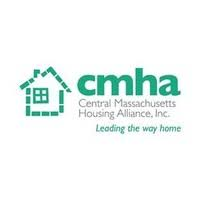 cmha
Central Massachusetts
Housing Alliance, Inc.
Leading the way home